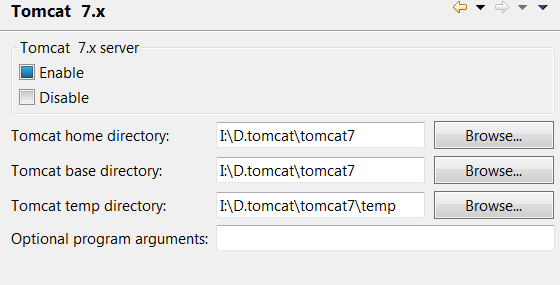 Tomcat  7.x
Tomcat  7.x server
Enable
Disable
Tomcat home directory: I:\D.tomcat\tomcat7 Browse...
Tomcat base directory: I:\D.tomcat\tomcat7 Browse...
Tomcat temp directory: I:\D.tomcat\tomcat7\temp Browse...
Optional program arguments: